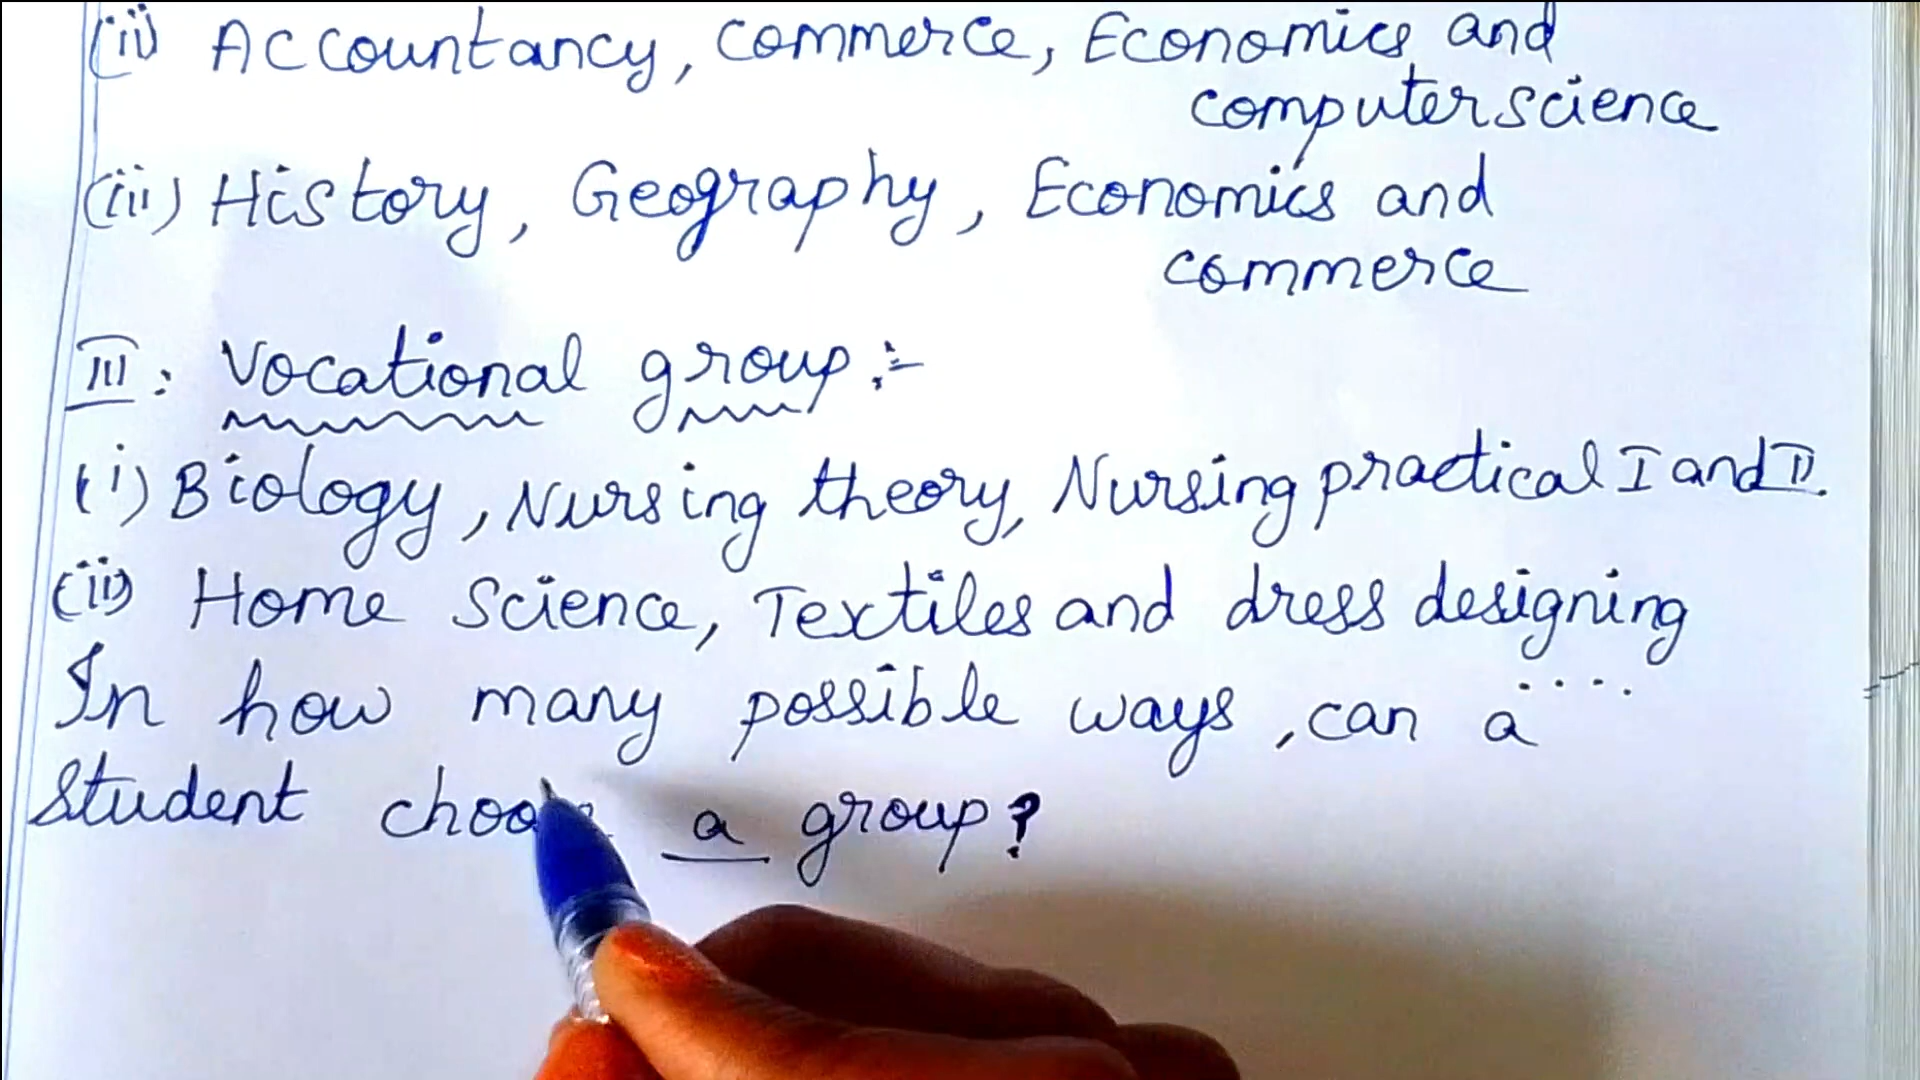 (ii) Accountancy, Commerce, Economics and
computer science
(iii) History, Geography, Economics and
commerce
III. Vocational group:-
(i) Biology, Nursing theory, Nursing practical I and II.
(ii) Home Science, Textiles and dress designing
In how many possible ways, can a
student a group?